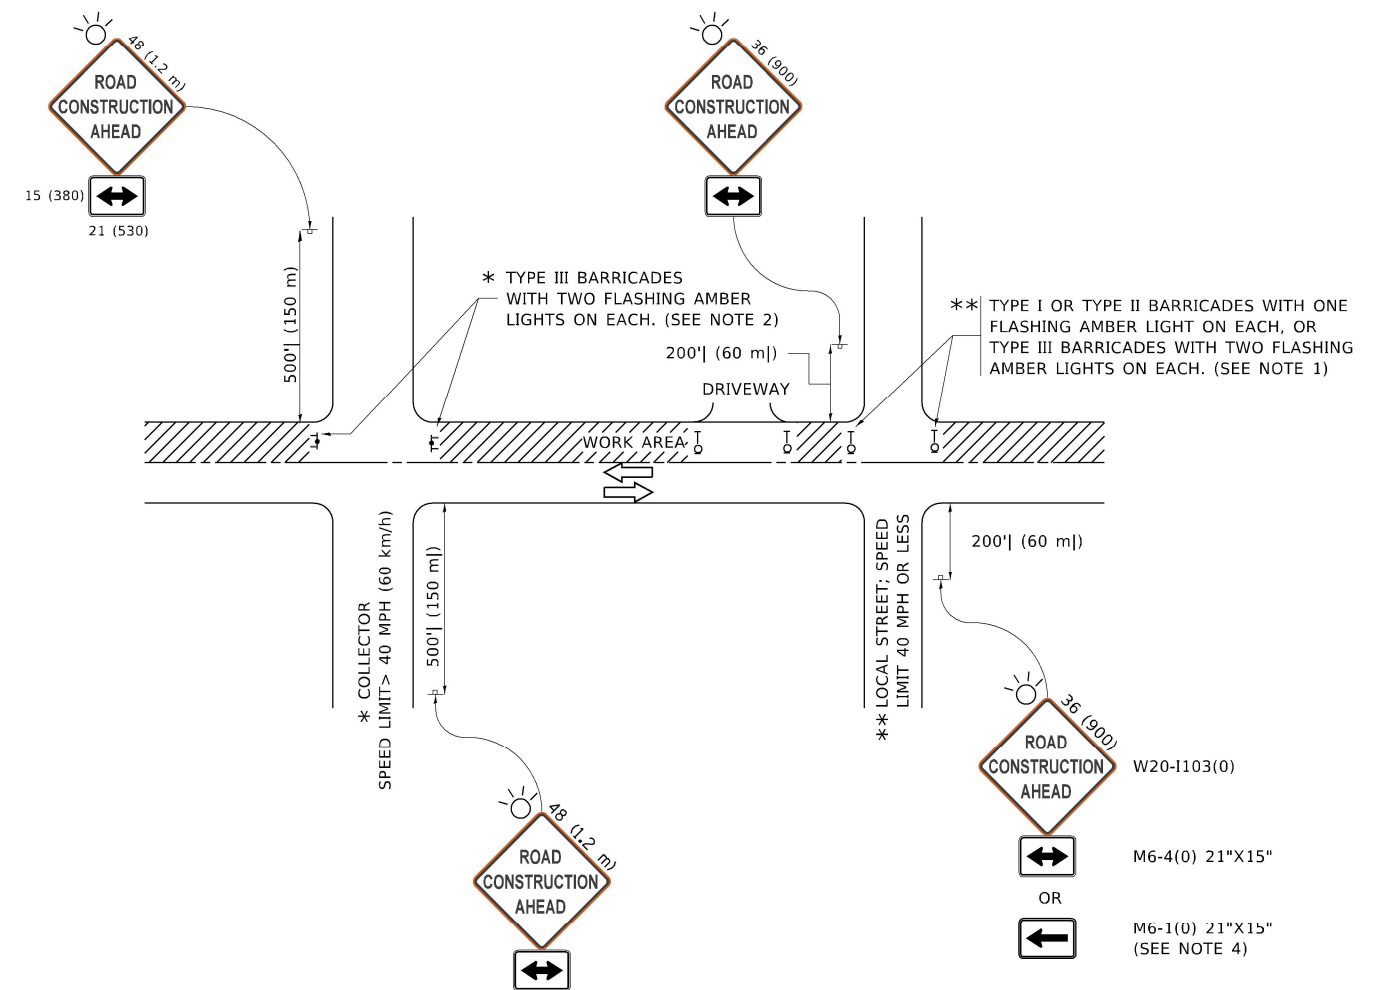 48 (1.2 m)
ROAD
CONSTRUCTION
AHEAD
15 (380)
21 (530)
36 (900)
ROAD
CONSTRUCTION
AHEAD
500'| (150 m)
* TYPE III BARRICADES
WITH TWO FLASHING AMBER
LIGHTS ON EACH. (SEE NOTE 2)
200'| (60 m|)
DRIVEWAY
** TYPE I OR TYPE II BARRICADES WITH ONE
FLASHING AMBER LIGHT ON EACH, OR
TYPE III BARRICADES WITH TWO FLASHING
AMBER LIGHTS ON EACH. (SEE NOTE 1)
WORK AREA
* COLLECTOR
SPEED LIMIT> 40 MPH (60 km/h)
500'| (150 m|)
** LOCAL STREET; SPEED
LIMIT 40 MPH OR LESS
200'| (60 m|)
48 (1.2 m)
ROAD
CONSTRUCTION
AHEAD
36 (900)
ROAD
CONSTRUCTION
AHEAD
W20-I103(0)
M6-4(0) 21"X15"
OR
M6-1(0) 21"X15"
(SEE NOTE 4)